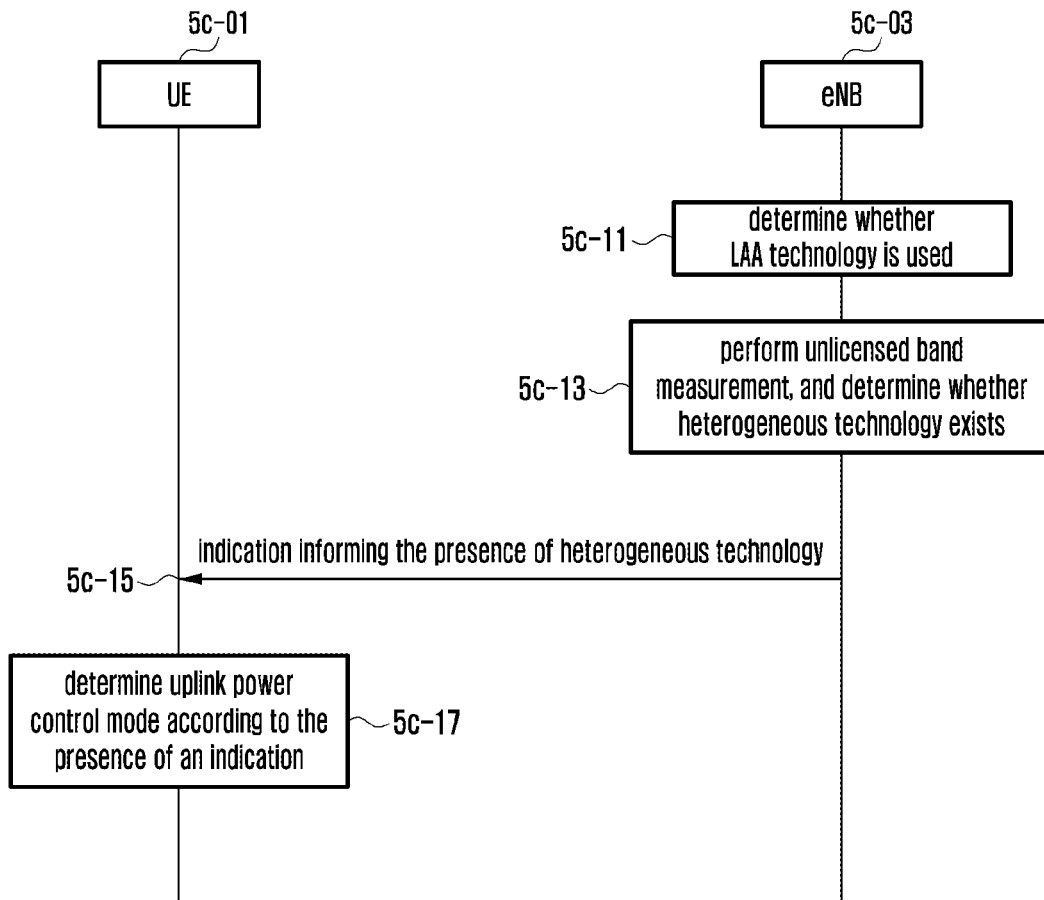 5c-01
5c-03
UE
eNB
5c-11
determine whether
LAA technology is used
5c-13
perform unlicensed band
measurement, and determine whether
heterogeneous technology exists
indication informing the presence of heterogeneous technology
5c-15
determine uplink power
control mode according to the
presence of an indication
5c-17